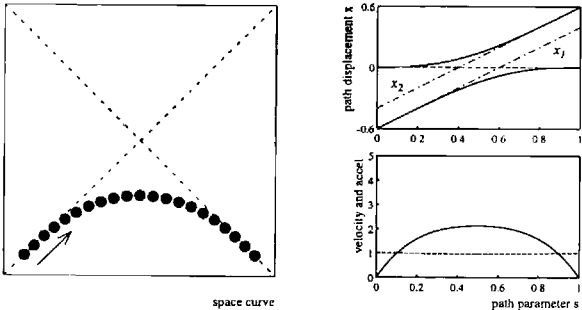 space curve
path displacement x
0.6
0
-0.6
x2
x1
0 0.2 0.4 0.6 0.8 1
velocity and accel
5
4
3
2
1
0
0 0.2 0.4 0.6 0.8 1
path parameter s